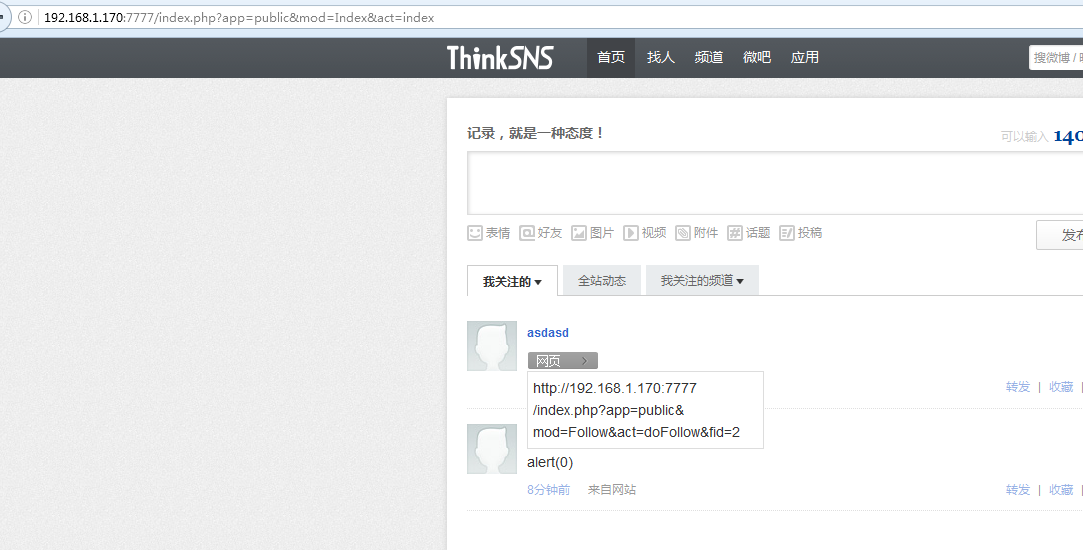 192.168.1.170:7777/index.php?app=public&mod=Index&act=index
ThinkSNS 首页 找人 频道 微吧 应用 搜微博 /
记录，就是一种态度！ 可以输入 140
表情 好友 图片 视频 附件 话题 投稿 发布
我关注的 全站动态 我关注的频道
asdasd
网页 >
http://192.168.1.170:7777
/index.php?app=public&
mod=Follow&act=doFollow&fid=2
转发 | 收藏 |
alert(0)
8分钟前 来自网站 转发 | 收藏 |